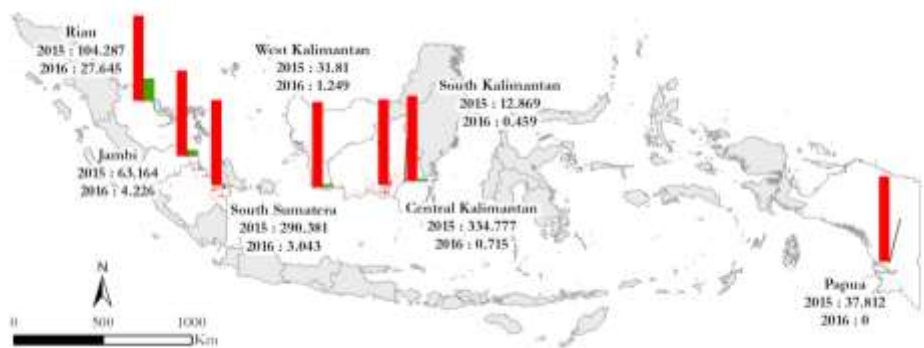 Riau
2015 : 104.287
2016 : 27.645
West Kalimantan
2015 : 31.81
2016 : 1.249
South Kalimantan
2015 : 12.869
2016 : 0.459
Jambi
2015 : 63.164
2016 : 4.226
South Sumatera
2015 : 290.381
2016 : 3.043
Central Kalimantan
2015 : 334.777
2016 : 0.715
Papua
2015 : 37.812
2016 : 0
N
0 500 1000
Km